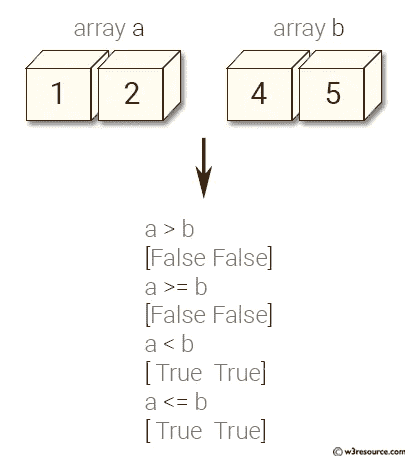 array a
array b
1 2
4 5
a > b
[False False]
a >= b
[False False]
a < b
[ True  True]
a <= b
[ True  True]
© w3resource.com